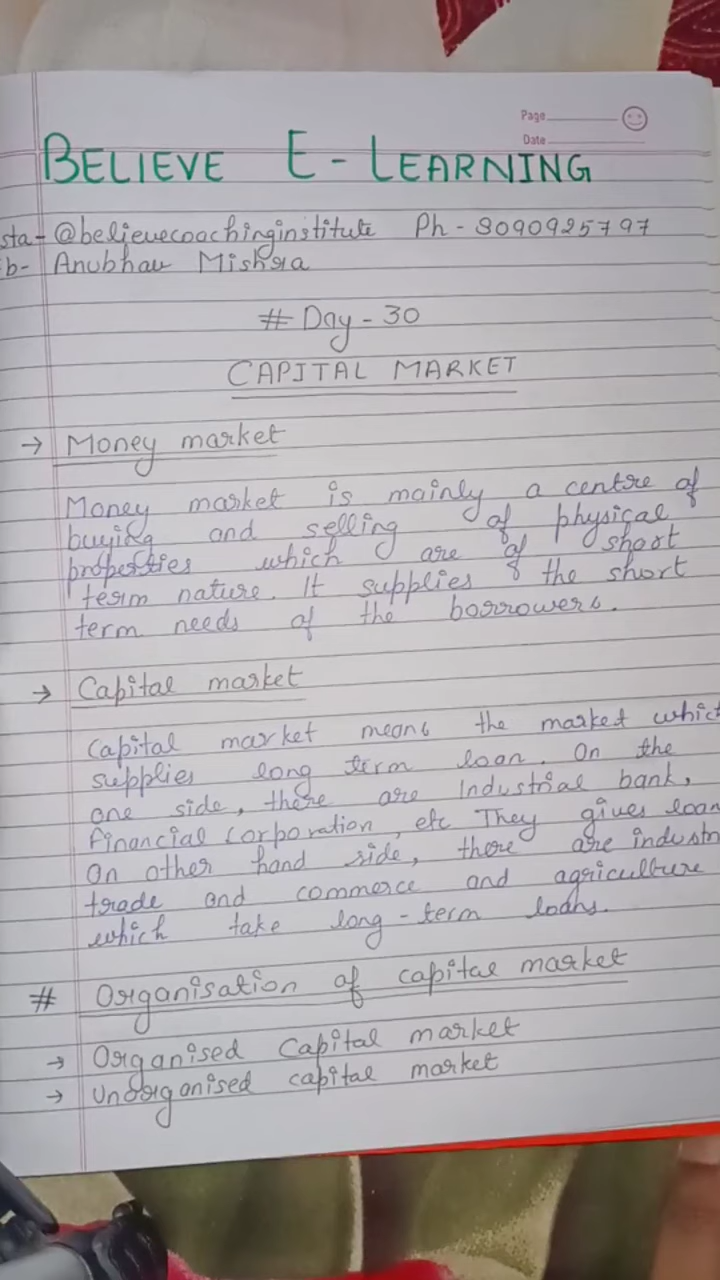 Page
Date
BELIEVE E-LEARNING
sta-@believecoachinginstitute Ph-8090925797
b- Anubhav Mishra
# Day-30
CAPITAL MARKET
→ Money market
Money market is mainly a centre of
buying and selling of physical
properties which are of short
term nature. It supplies the short
term needs of the borrowers.
→ Capital market
Capital market means the market whic
supplies long term loan. On the
one side, there are Industrial bank,
financial corporation, etc They gives loan
On other hand side, there are industr
trade and commerce and agriculture
which take long-term loans.
# Organisation of capital market
→ Organised Capital market
→ Unorganised capital market